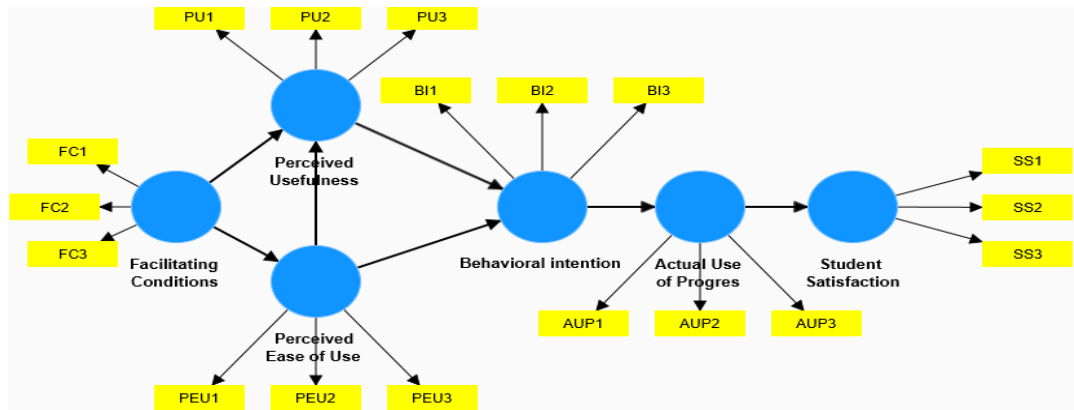 PU1
PU2
PU3
BI1
BI2
BI3
FC1
FC2
FC3
Perceived
Usefulness
SS1
SS2
SS3
Facilitating
Conditions
Behavioral intention
Actual Use
of Progres
Student
Satisfaction
AUP1
AUP2
AUP3
Perceived
Ease of Use
PEU1
PEU2
PEU3